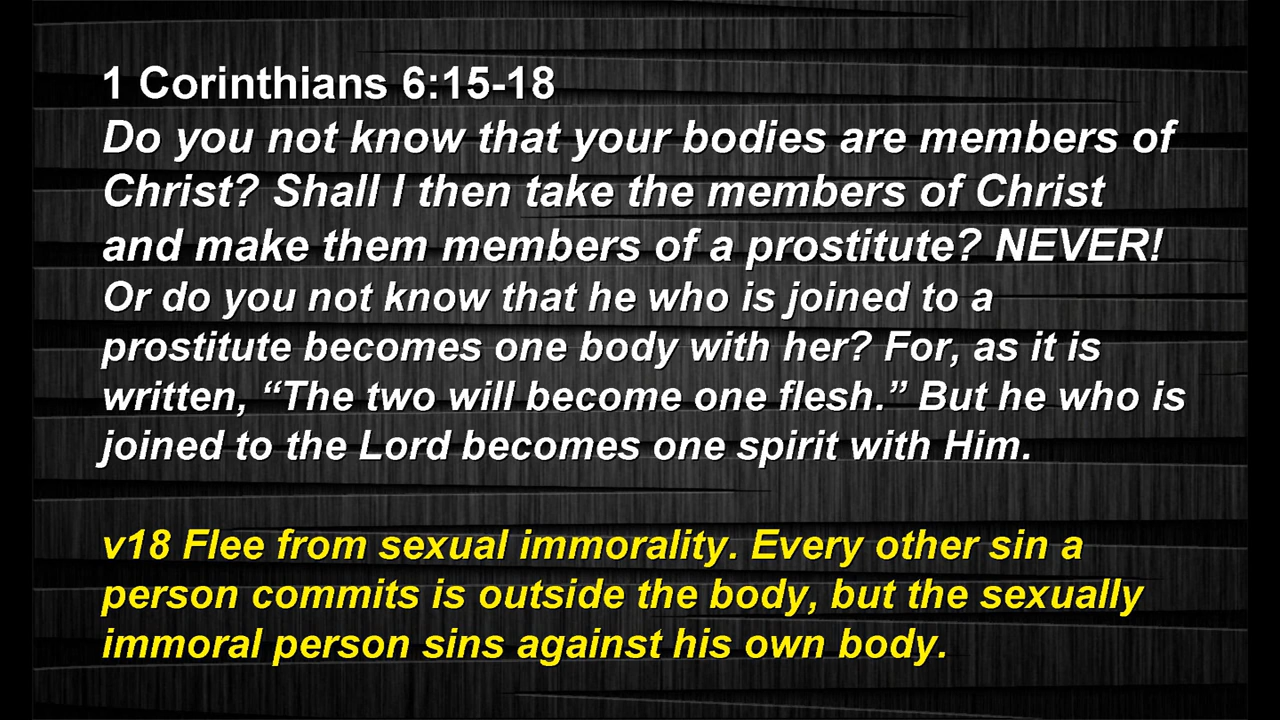 1 Corinthians 6:15-18
Do you not know that your bodies are members of
Christ? Shall I then take the members of Christ
and make them members of a prostitute? NEVER!
Or do you not know that he who is joined to a
prostitute becomes one body with her? For, as it is
written, “The two will become one flesh.” But he who is
joined to the Lord becomes one spirit with Him.
v18 Flee from sexual immorality. Every other sin a
person commits is outside the body, but the sexually
immoral person sins against his own body.